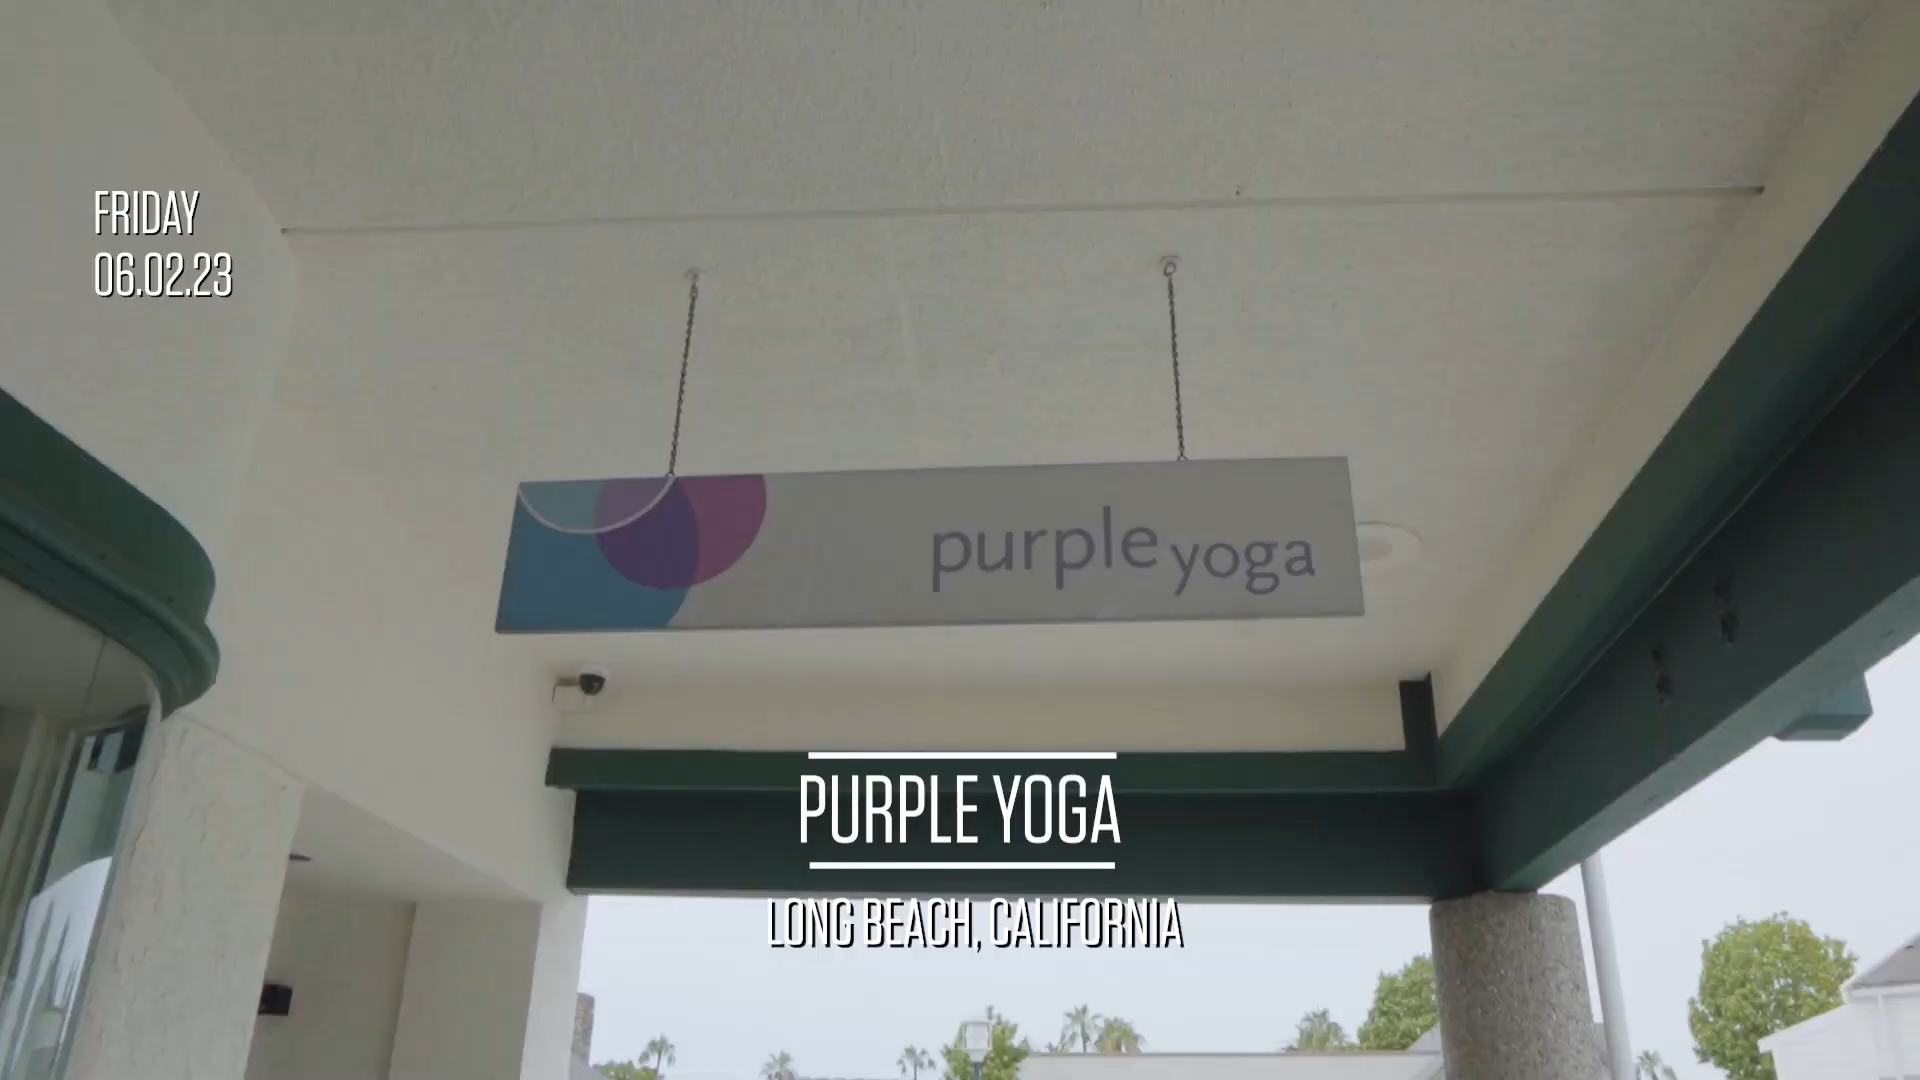 FRIDAY
06.02.23
purple yoga
PURPLE YOGA
LONG BEACH, CALIFORNIA